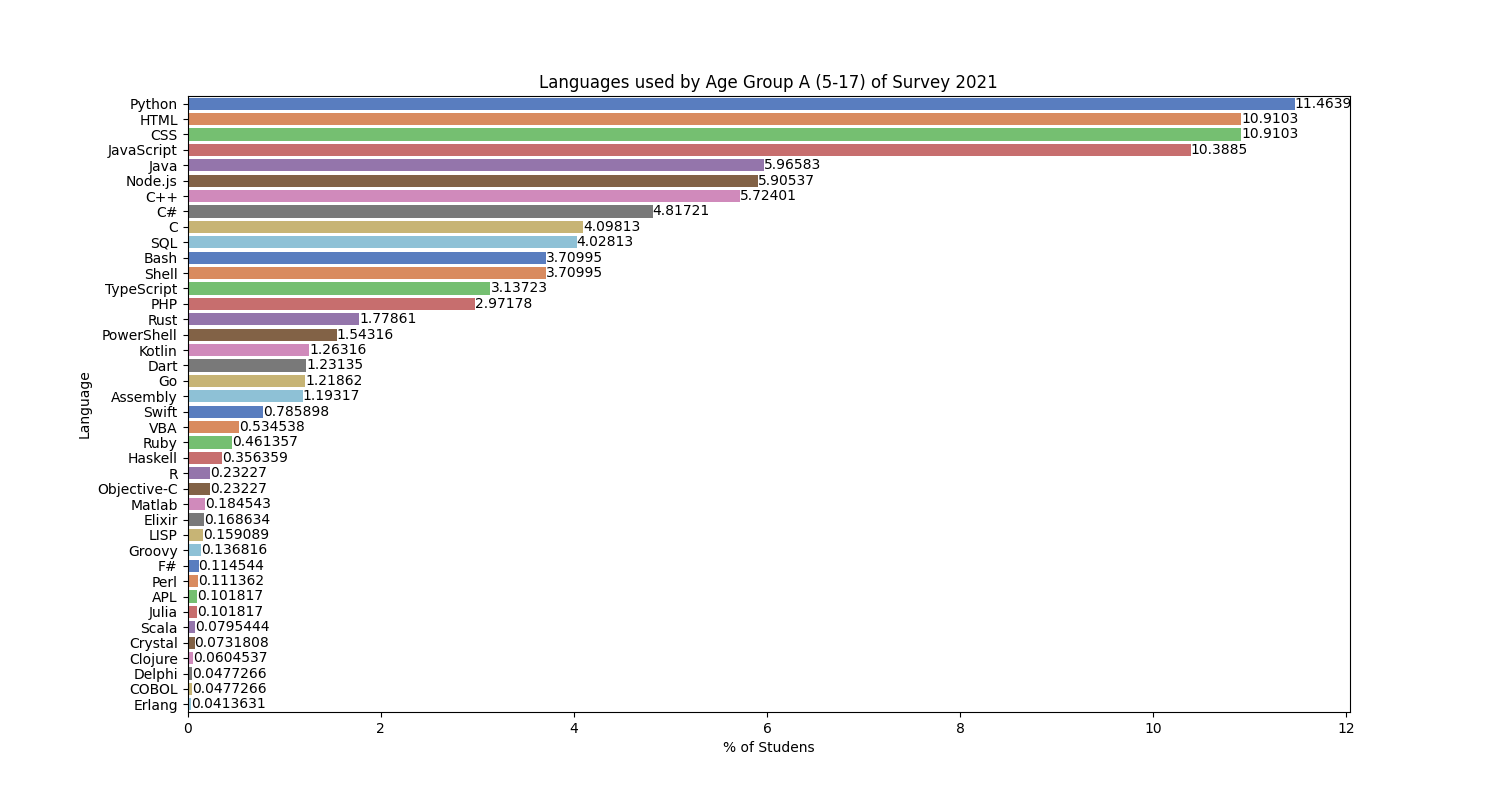 Languages used by Age Group A (5-17) of Survey 2021
Python 11.4639
HTML 10.9103
CSS 10.9103
JavaScript 10.3885
Java 5.96583
Node.js 5.90537
C++ 5.72401
C# 4.81721
C 4.09813
SQL 4.02813
Bash 3.70995
Shell 3.70995
TypeScript 3.13723
PHP 2.97178
Rust 1.77861
PowerShell 1.54316
Kotlin 1.26316
Dart 1.23135
Go 1.21862
Assembly 1.19317
Swift 0.785898
VBA 0.534538
Ruby 0.461357
Haskell 0.356359
R 0.23227
Objective-C 0.23227
Matlab 0.184543
Elixir 0.168634
LISP 0.159089
Groovy 0.136816
F# 0.114544
Perl 0.111362
APL 0.101817
Julia 0.101817
Scala 0.0795444
Crystal 0.0731808
Clojure 0.0604537
Delphi 0.0477266
COBOL 0.0477266
Erlang 0.0413631
Language
0 2 4 6 8 10 12
% of Studens